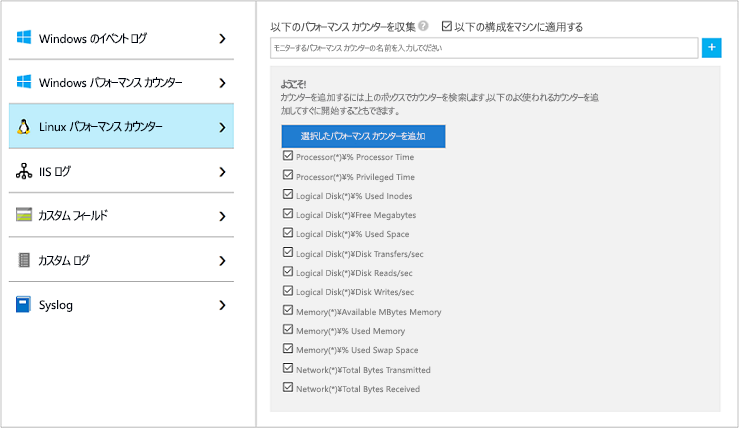 Windows のイベント ログ
Windows パフォーマンス カウンター
Linux パフォーマンス カウンター
IIS ログ
カスタム フィールド
カスタム ログ
Syslog
以下のパフォーマンス カウンターを収集 ? 以下の構成をマシンに適用する
モニターするパフォーマンス カウンターの名前を入力してください +
ようこそ!
カウンターを追加するには上のボックスでカウンターを検索します,以下のよく使われるカウンターを追
加してすぐに開始することもできます。
選択したパフォーマンス カウンターを追加
Processor(*)¥% Processor Time
Processor(*)¥% Privileged Time
Logical Disk(*)¥% Used Inodes
Logical Disk(*)¥Free Megabytes
Logical Disk(*)¥% Used Space
Logical Disk(*)¥Disk Transfers/sec
Logical Disk(*)¥Disk Reads/sec
Logical Disk(*)¥Disk Writes/sec
Memory(*)¥Available MBytes Memory
Memory(*)¥% Used Memory
Memory(*)¥% Used Swap Space
Network(*)¥Total Bytes Transmitted
Network(*)¥Total Bytes Received